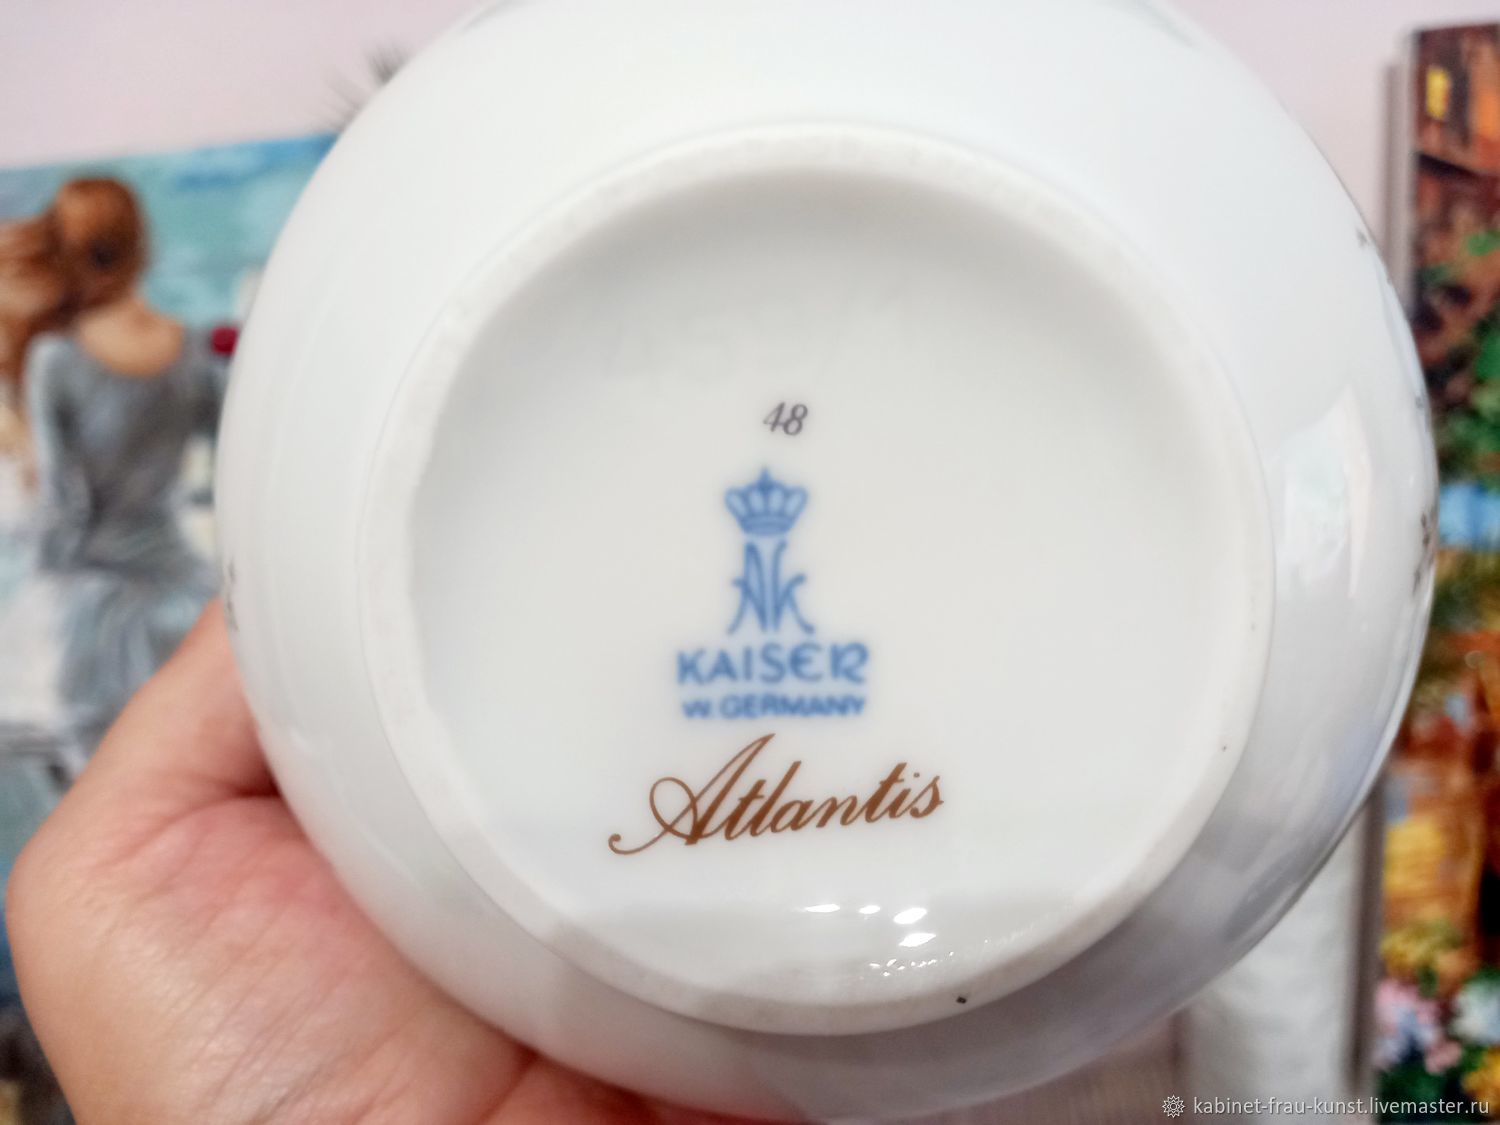 48
AK
KAISER
W. GERMANY
Atlantis
kabinet-frau-kunst.livemaster.ru